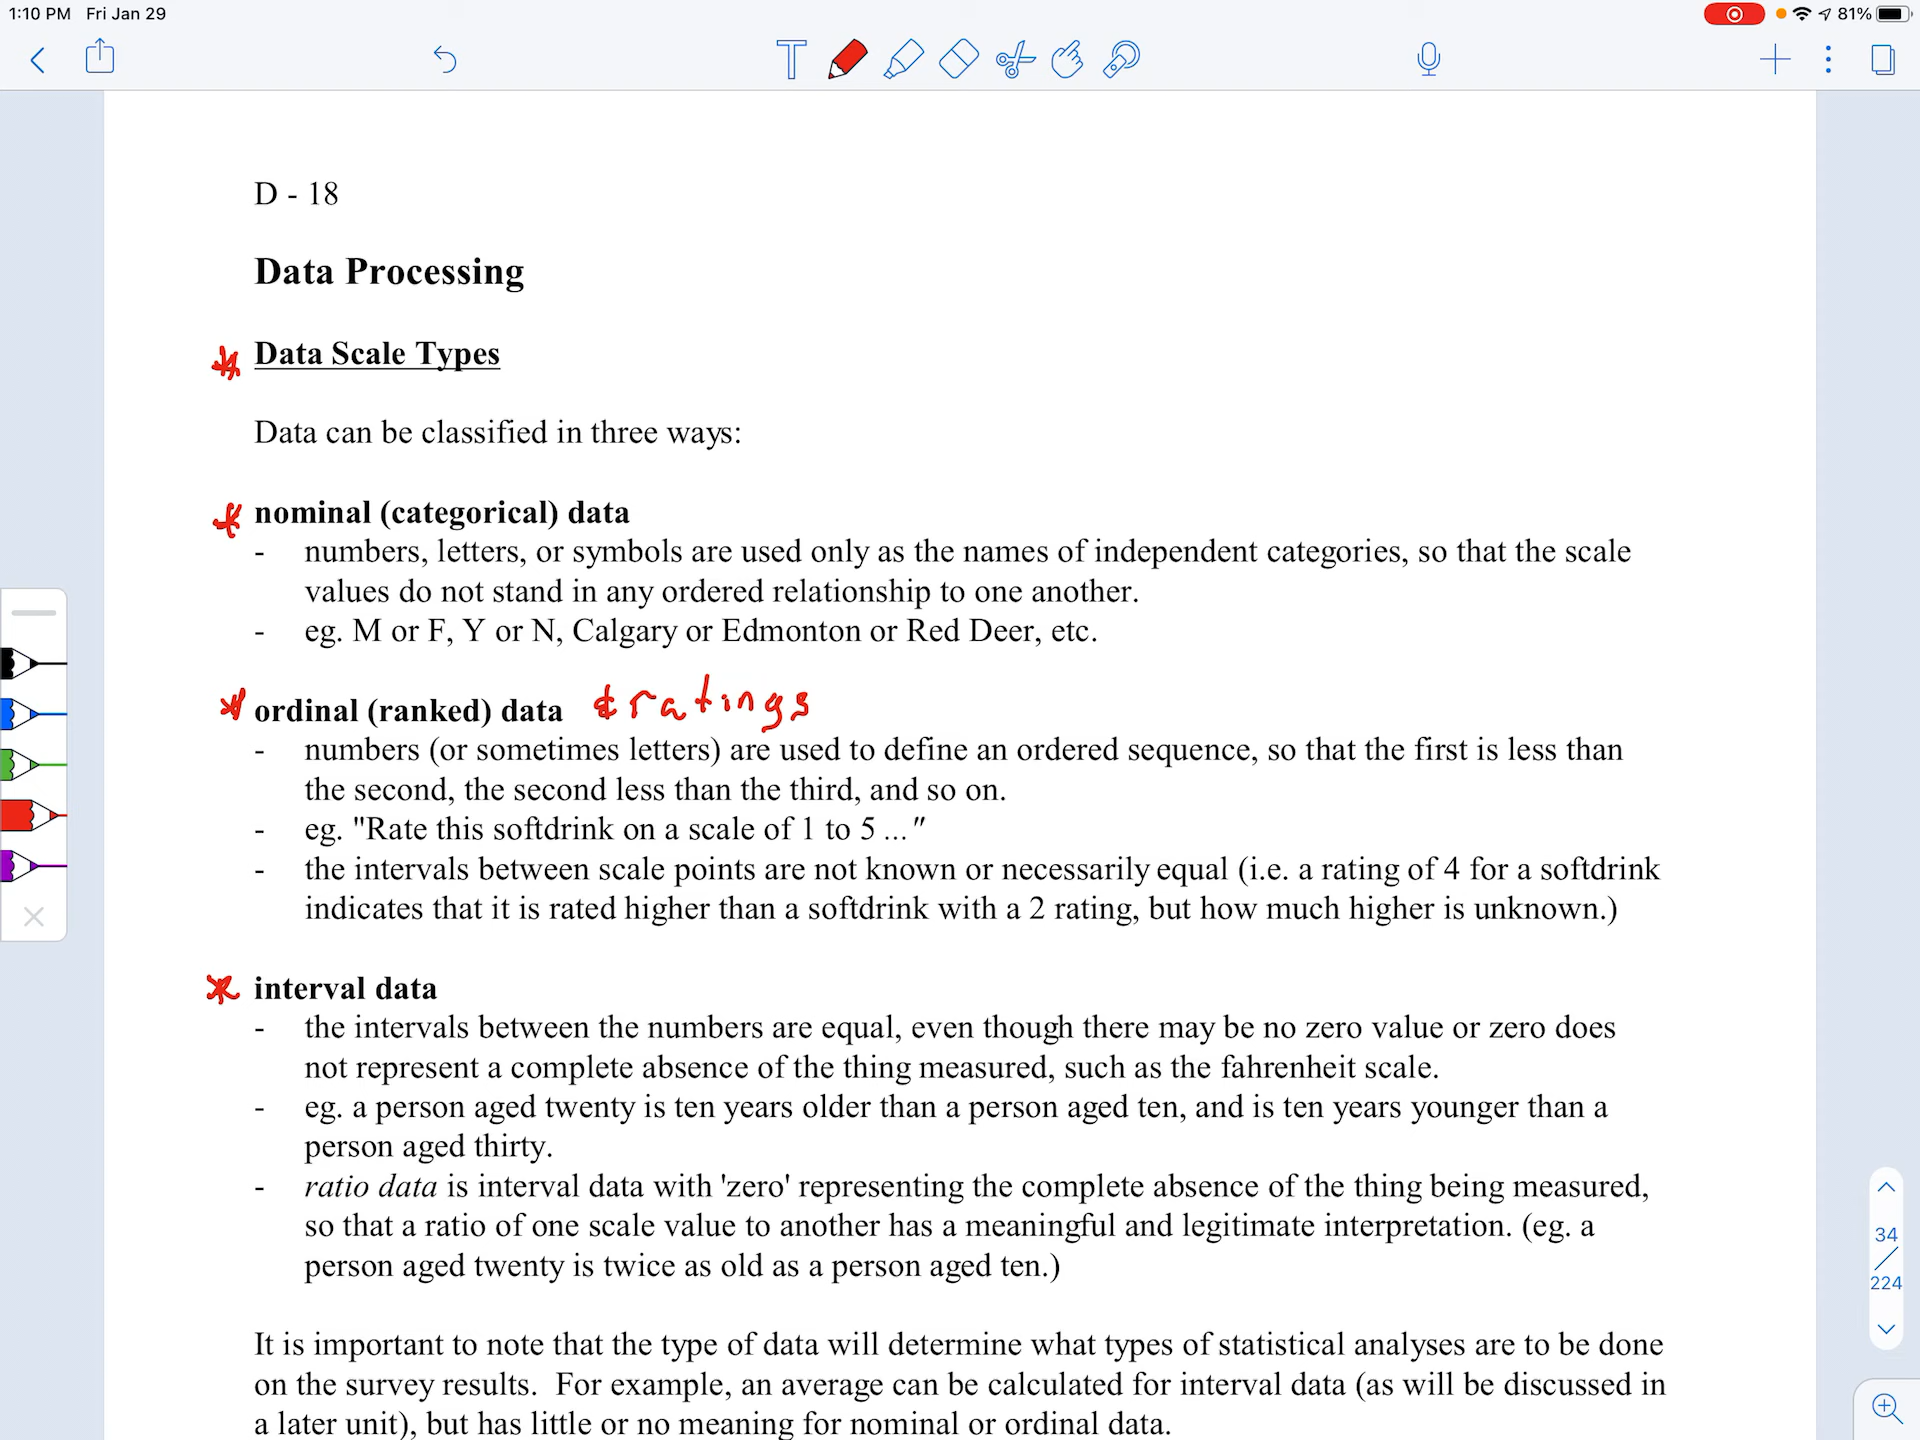 1:10 PM Fri Jan 29
81%
D - 18
Data Processing
Data Scale Types
Data can be classified in three ways:
nominal (categorical) data
- numbers, letters, or symbols are used only as the names of independent categories, so that the scale
values do not stand in any ordered relationship to one another.
- eg. M or F, Y or N, Calgary or Edmonton or Red Deer, etc.
ordinal (ranked) data & ratings
- numbers (or sometimes letters) are used to define an ordered sequence, so that the first is less than
the second, the second less than the third, and so on.
- eg. "Rate this softdrink on a scale of 1 to 5 ..."
- the intervals between scale points are not known or necessarily equal (i.e. a rating of 4 for a softdrink
indicates that it is rated higher than a softdrink with a 2 rating, but how much higher is unknown.)
interval data
- the intervals between the numbers are equal, even though there may be no zero value or zero does
not represent a complete absence of the thing measured, such as the fahrenheit scale.
- eg. a person aged twenty is ten years older than a person aged ten, and is ten years younger than a
person aged thirty.
- ratio data is interval data with 'zero' representing the complete absence of the thing being measured,
so that a ratio of one scale value to another has a meaningful and legitimate interpretation. (eg. a
person aged twenty is twice as old as a person aged ten.)
34
/
224
It is important to note that the type of data will determine what types of statistical analyses are to be done
on the survey results. For example, an average can be calculated for interval data (as will be discussed in
a later unit), but has little or no meaning for nominal or ordinal data.